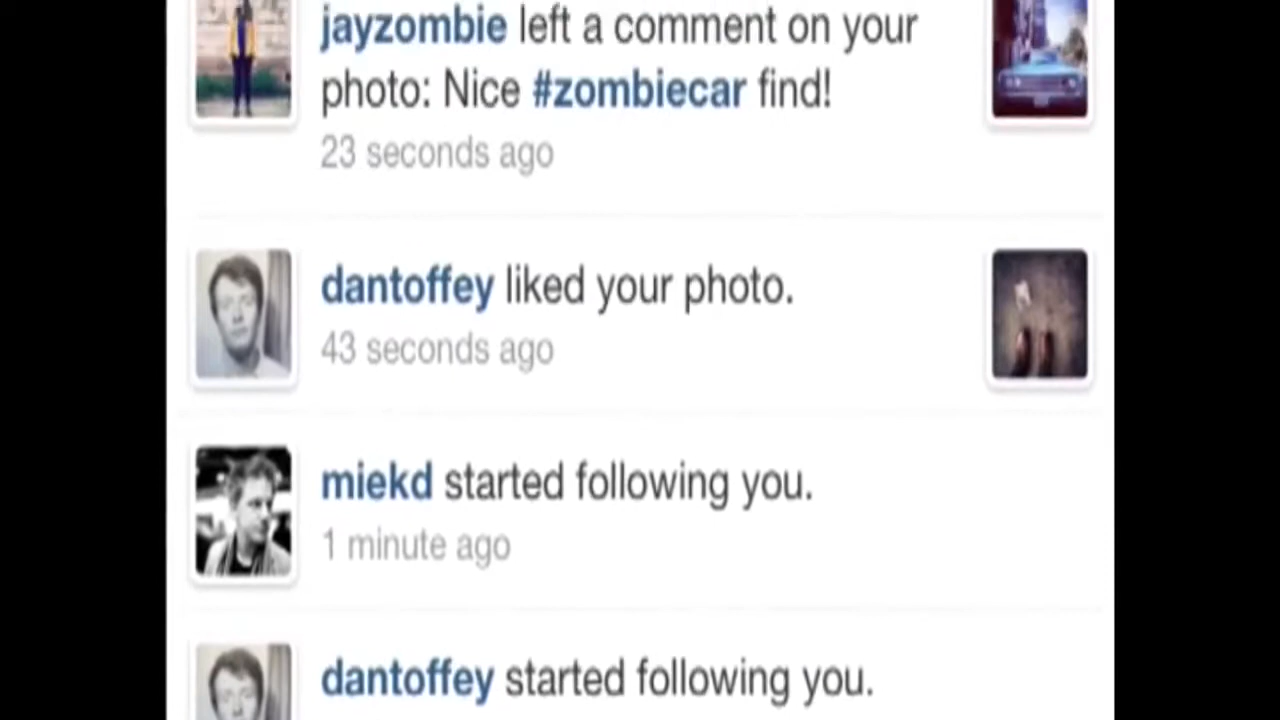 jayzombie left a comment on your
photo: Nice #zombiecar find!
23 seconds ago
dantoffey liked your photo.
43 seconds ago
miekd started following you.
1 minute ago
dantoffey started following you.